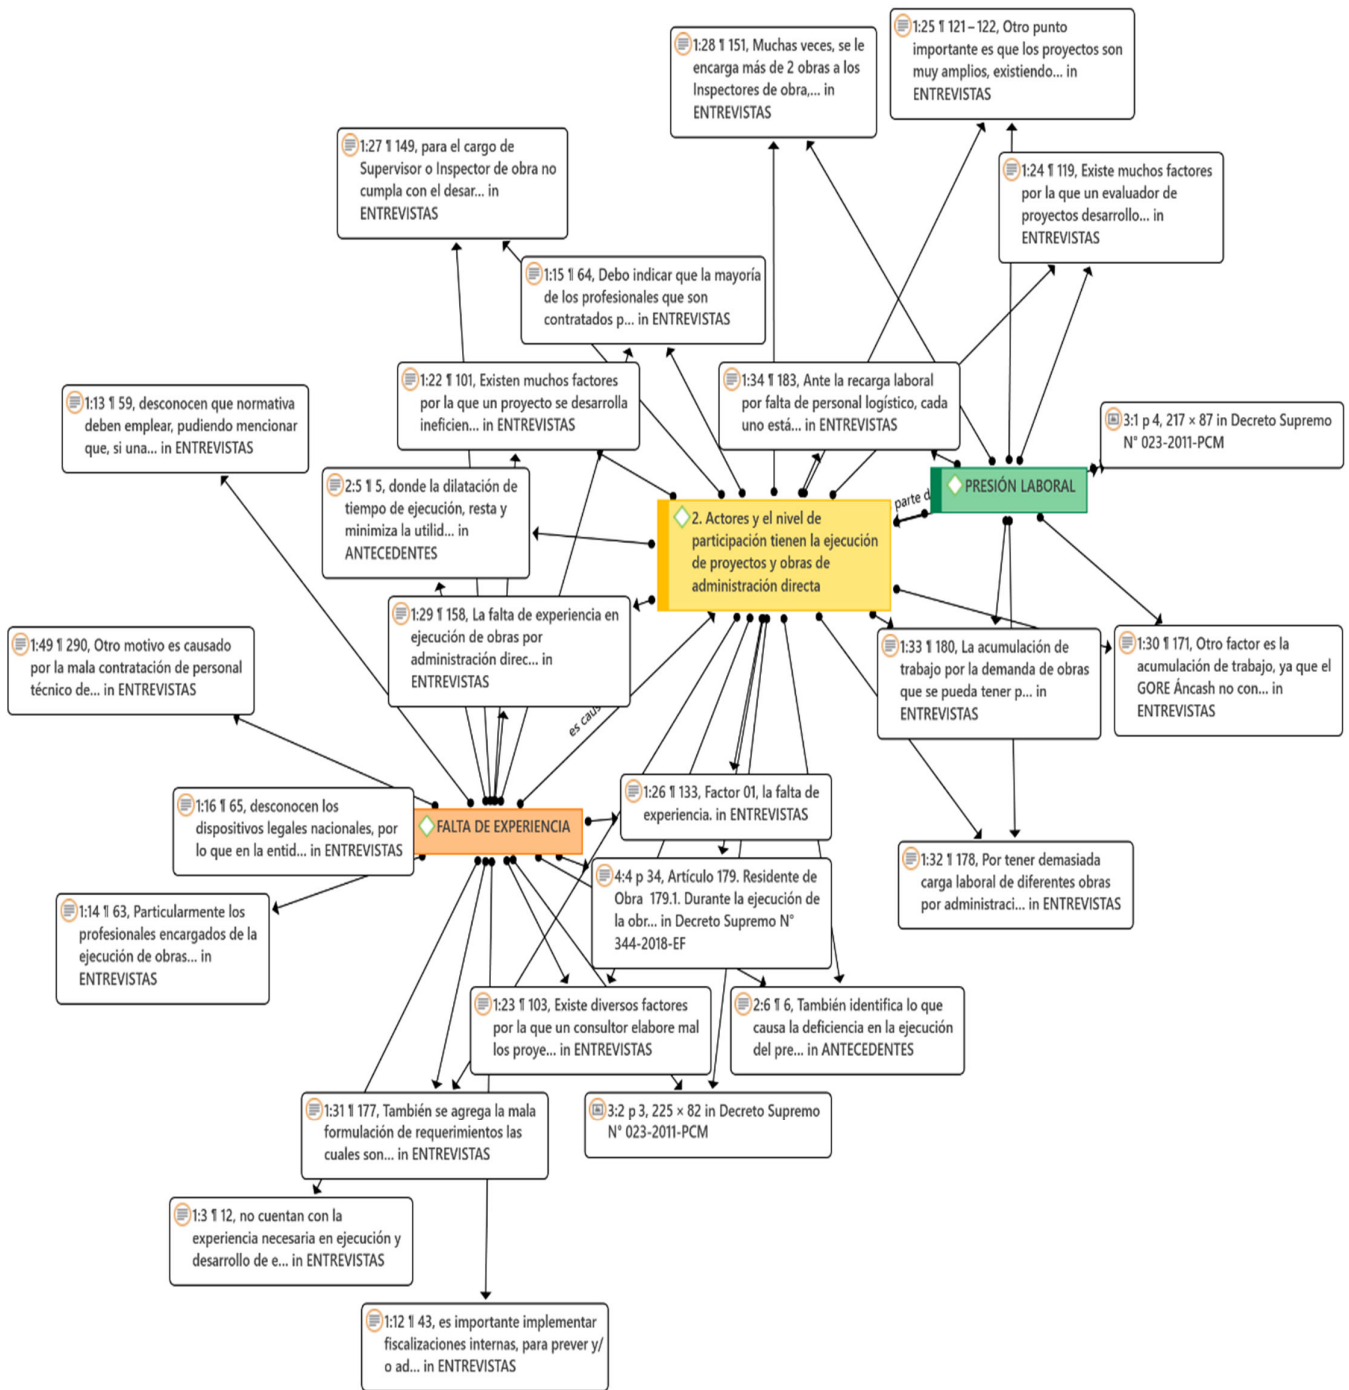 1:25 ¶ 121 – 122, Otro punto
importante es que los proyectos son
muy amplios, existiendo... in
ENTREVISTAS
1:28 ¶ 151, Muchas veces, se le
encarga más de 2 obras a los
Inspectores de obra,... in
ENTREVISTAS
1:27 ¶ 149, para el cargo de
Supervisor o Inspector de obra no
cumpla con el desar... in
ENTREVISTAS
1:24 ¶ 119, Existe muchos factores
por la que un evaluador de
proyectos desarrollo... in
ENTREVISTAS
1:15 ¶ 64, Debo indicar que la mayoría
de los profesionales que son
contratados p... in ENTREVISTAS
1:22 ¶ 101, Existen muchos factores
por la que un proyecto se desarrolla
ineficien... in ENTREVISTAS
1:34 ¶ 183, Ante la recarga laboral
por falta de personal logístico, cada
uno está... in ENTREVISTAS
1:13 ¶ 59, desconocen que normativa
deben emplear, pudiendo mencionar
que, si una... in ENTREVISTAS
3:1 p 4, 217 × 87 in Decreto Supremo
N° 023-2011-PCM
2:5 ¶ 5, donde la dilatación de
tiempo de ejecución, resta y
minimiza la utilid... in
ANTECEDENTES
PRESIÓN LABORAL
parte d
2. Actores y el nivel de
participación tienen la ejecución
de proyectos y obras de
administración directa
1:29 ¶ 158, La falta de experiencia en
ejecución de obras por
administración direc... in
ENTREVISTAS
1:49 ¶ 290, Otro motivo es causado
por la mala contratación de personal
técnico de... in ENTREVISTAS
1:33 ¶ 180, La acumulación de
trabajo por la demanda de obras
que se pueda tener p... in
ENTREVISTAS
1:30 ¶ 171, Otro factor es la
acumulación de trabajo, ya que el
GORE Áncash no con... in
ENTREVISTAS
es caus
1:26 ¶ 133, Factor 01, la falta de
experiencia. in ENTREVISTAS
1:16 ¶ 65, desconocen los
dispositivos legales nacionales, por
lo que en la entid... in ENTREVISTAS
FALTA DE EXPERIENCIA
1:32 ¶ 178, Por tener demasiada
carga laboral de diferentes obras
por administraci... in ENTREVISTAS
4:4 p 34, Artículo 179. Residente de
Obra 179.1. Durante la ejecución de
la obr... in Decreto Supremo N°
344-2018-EF
1:14 ¶ 63, Particularmente los
profesionales encargados de la
ejecución de obras... in
ENTREVISTAS
1:23 ¶ 103, Existe diversos factores
por la que un consultor elabore mal
los proye... in ENTREVISTAS
2:6 ¶ 6, También identifica lo que
causa la deficiencia en la ejecución
del pre... in ANTECEDENTES
1:31 ¶ 177, También se agrega la mala
formulación de requerimientos las
cuales son... in ENTREVISTAS
3:2 p 3, 225 × 82 in Decreto Supremo
N° 023-2011-PCM
1:3 ¶ 12, no cuentan con la
experiencia necesaria en ejecución y
desarrollo de e... in ENTREVISTAS
1:12 ¶ 43, es importante implementar
fiscalizaciones internas, para prever y/
o ad... in ENTREVISTAS